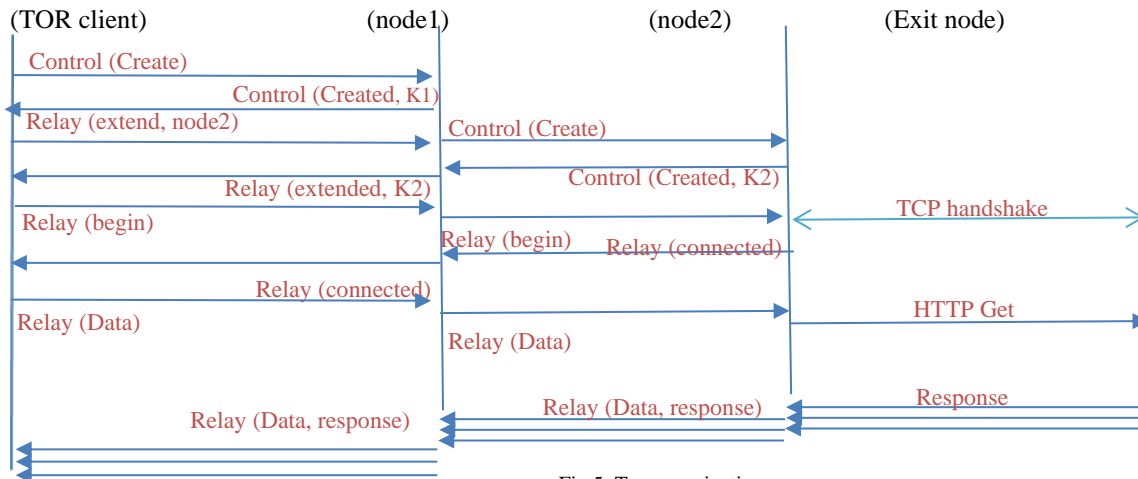 (TOR client) (node1) (node2) (Exit node)
Control (Create)
Control (Created, K1)
Relay (extend, node2)
Control (Create)
Control (Created, K2)
Relay (extended, K2)
Relay (begin)
TCP handshake
Relay (begin)
Relay (connected)
Relay (connected)
Relay (Data)
HTTP Get
Relay (Data)
Response
Relay (Data, response)
Relay (Data, response)